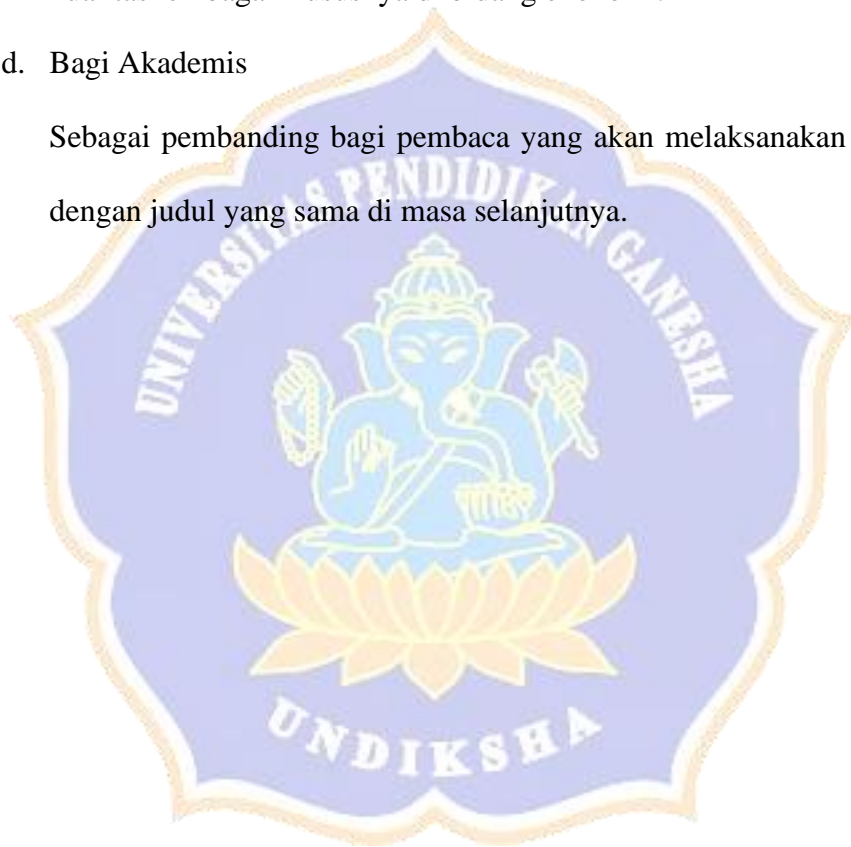 d. Bagi Akademis
Sebagai pembanding bagi pembaca yang akan melaksanakan
dengan judul yang sama di masa selanjutnya.
UNIVERSITAS PENDIDIKAN GANESHA
UNDIKSHA